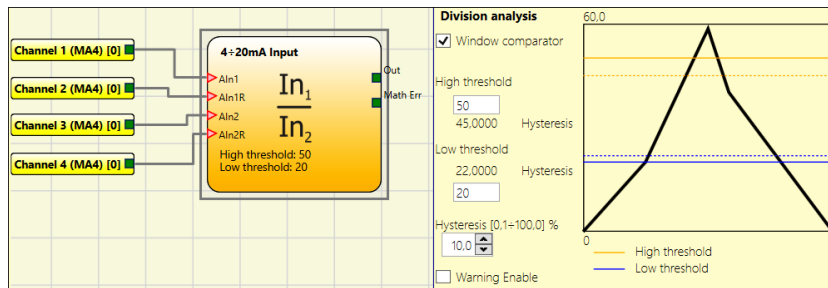 Channel 1 (MA4) [0]
Channel 2 (MA4) [0]
Channel 3 (MA4) [0]
Channel 4 (MA4) [0]
4÷20mA Input
AIn1
AIn1R
AIn2
AIn2R
In1
In2
High threshold: 50
Low threshold: 20
Out
Math Err
Division analysis
Window comparator
High threshold
50
45,0000 Hysteresis
Low threshold
22,0000 Hysteresis
20
Hysteresis [0,1÷100,0] %
10,0
Warning Enable
60,0
0
High threshold
Low threshold